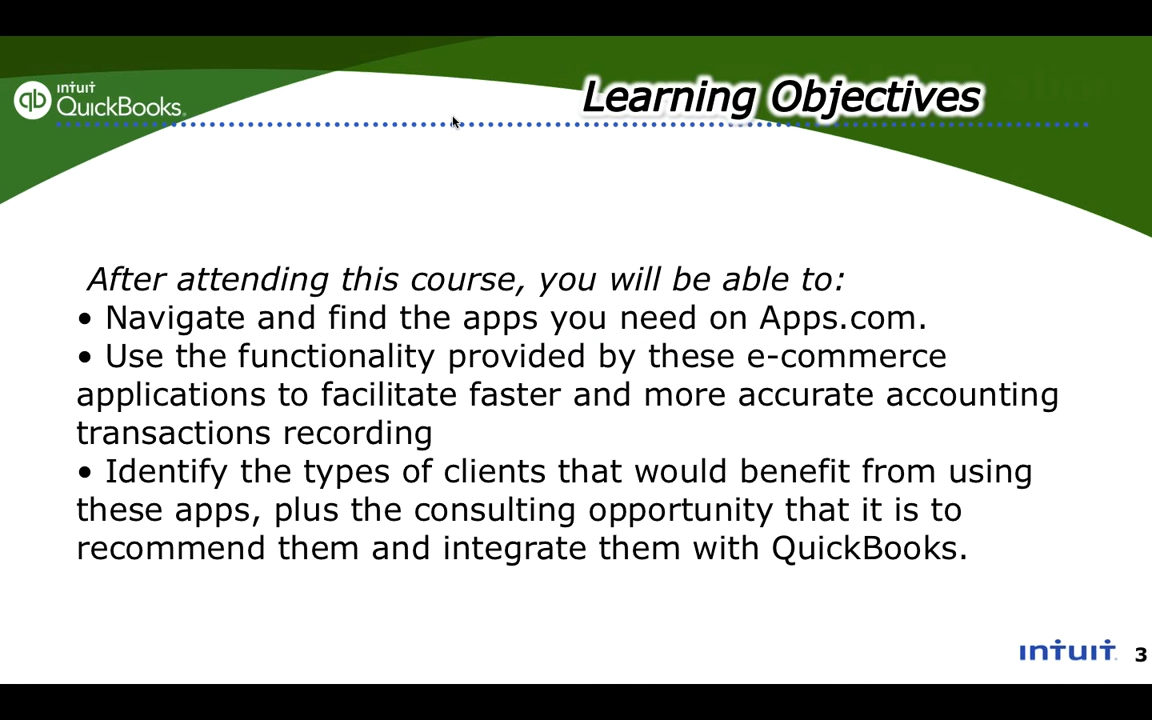 ıntuıt
QuickBooks
Learning Objectives
After attending this course, you will be able to:
• Navigate and find the apps you need on Apps.com.
• Use the functionality provided by these e-commerce
applications to facilitate faster and more accurate accounting
transactions recording
• Identify the types of clients that would benefit from using
these apps, plus the consulting opportunity that it is to
recommend them and integrate them with QuickBooks.
ıntuıt 3